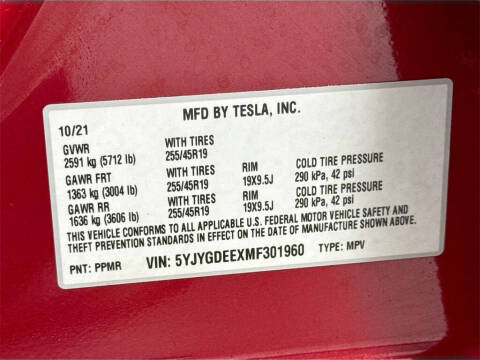 MFD BY TESLA, INC.
10/21
GVWR WITH TIRES
2591 kg (5712 lb) 255/45R19
GAWR FRT WITH TIRES RIM COLD TIRE PRESSURE
1363 kg (3004 lb) 255/45R19 19X9.5J 290 kPa, 42 psi
GAWR RR WITH TIRES RIM COLD TIRE PRESSURE
1636 kg (3606 lb) 255/45R19 19X9.5J 290 kPa, 42 psi
THIS VEHICLE CONFORMS TO ALL APPLICABLE U.S. FEDERAL MOTOR VEHICLE SAFETY AND
THEFT PREVENTION STANDARDS IN EFFECT ON THE DATE OF MANUFACTURE SHOWN ABOVE.
PNT: PPMR VIN: 5YJYGDEEXMF301960 TYPE: MPV